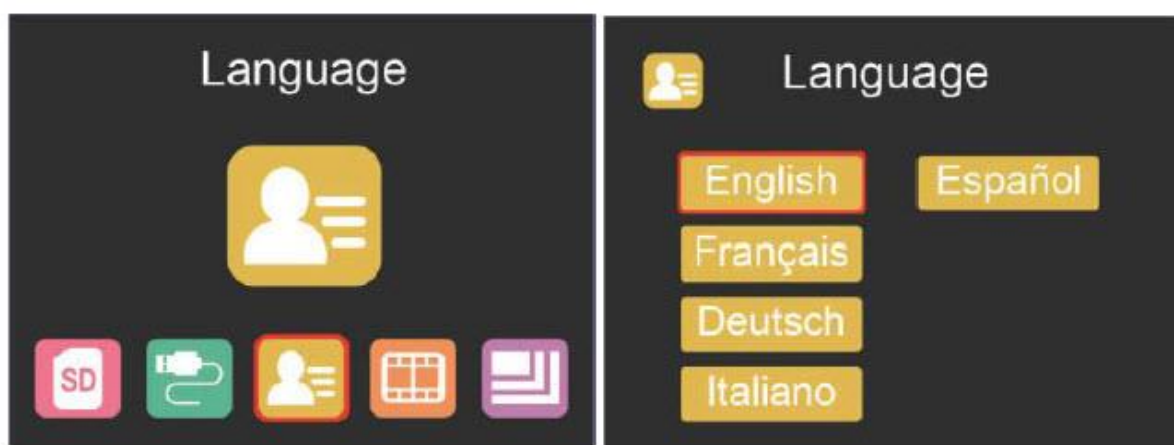 Language
SD
Language
English
Español
Français
Deutsch
Italiano